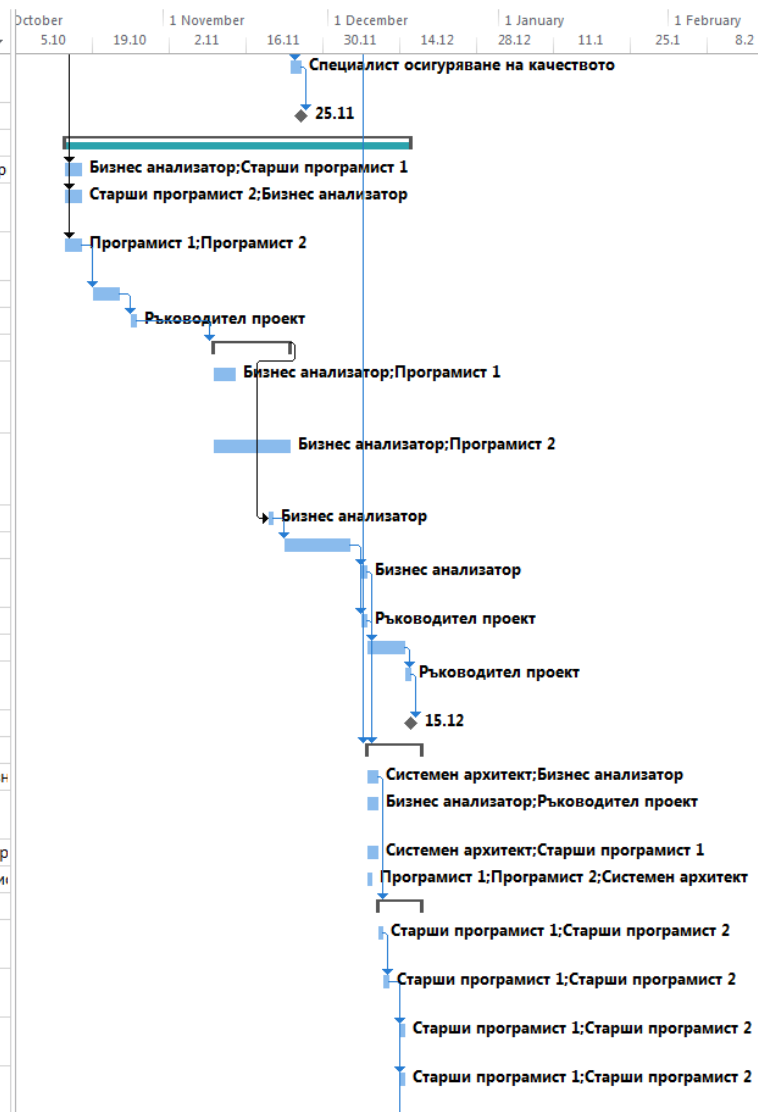 October 1 November 1 December 1 January 1 February
5.10 19.10 2.11 16.11 30.11 14.12 28.12 11.1 25.1 8.2
Специалист осигуряване на качеството
25.11
р Бизнес анализатор;Старши програмист 1
Старши програмист 2;Бизнес анализатор
Програмист 1;Програмист 2
Ръководител проект
Бизнес анализатор;Програмист 1
Бизнес анализатор;Програмист 2
Бизнес анализатор
Бизнес анализатор
Ръководител проект
Ръководител проект
15.12
н Системен архитект;Бизнес анализатор
Бизнес анализатор;Ръководител проект
р Системен архитект;Старши програмист 1
Програмист 1;Програмист 2;Системен архитект
Старши програмист 1;Старши програмист 2
Старши програмист 1;Старши програмист 2
Старши програмист 1;Старши програмист 2
Старши програмист 1;Старши програмист 2